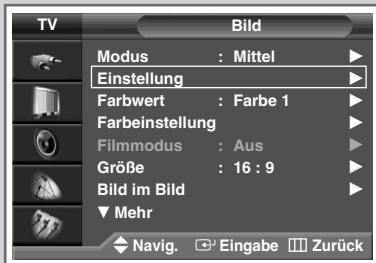 TV Bild
Modus : Mittel
Einstellung
Farbwert : Farbe 1
Farbeinstellung
Filmmodus : Aus
Größe : 16 : 9
Bild im Bild
▼ Mehr
Navig. Eingabe Zurück